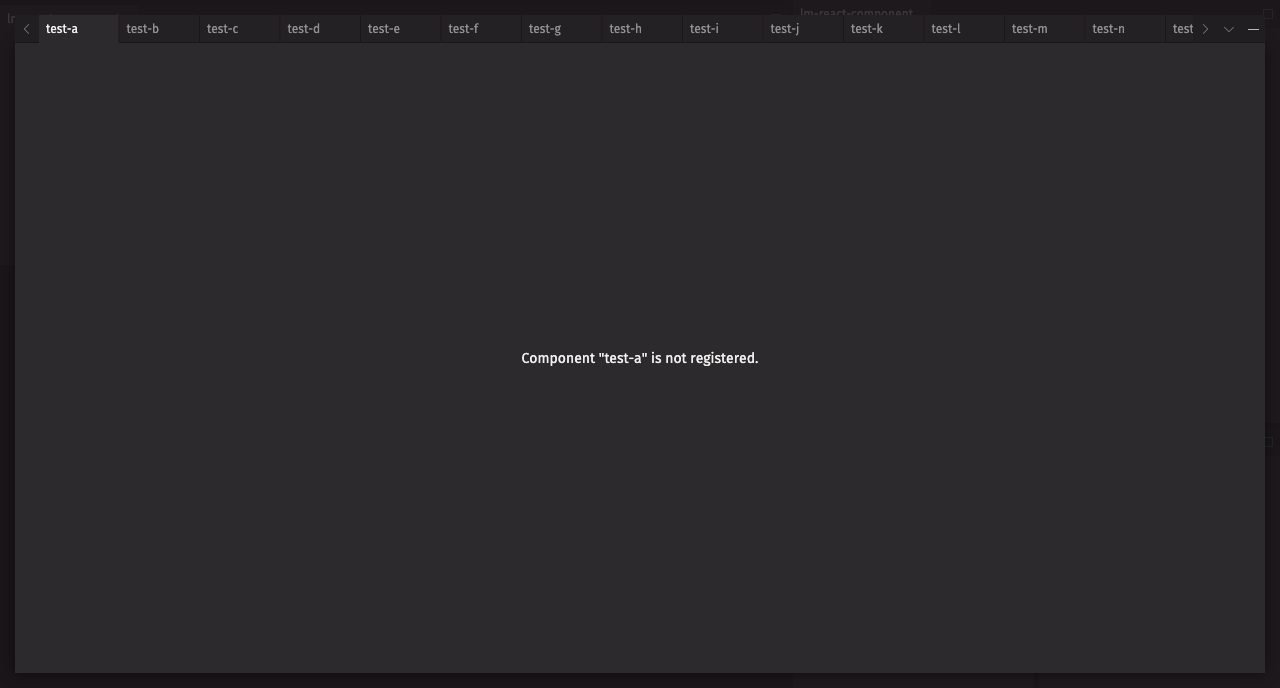 lm-react-component
test-a test-b test-c test-d test-e test-f test-g test-h test-i test-j test-k test-l test-m test-n test
Component "test-a" is not registered.